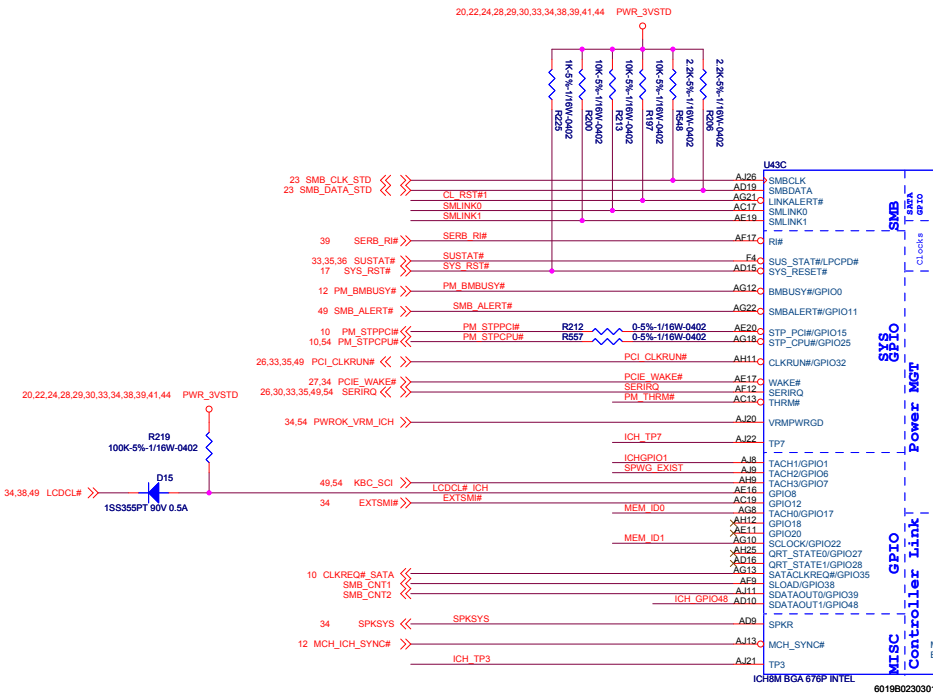 20,22,24,28,29,30,33,34,38,39,41,44 PWR_3VSTD
1K-5%-1/16W-0402
R225
10K-5%-1/16W-0402
R200
10K-5%-1/16W-0402
R213
10K-5%-1/16W-0402
R197
2.2K-5%-1/16W-0402
R548
2.2K-5%-1/16W-0402
R206
U43C
23 SMB_CLK_STD AJ26 SMBCLK
23 SMB_DATA_STD AD19 SMBDATA
CL_RST#1 AG21 LINKALERT#
SMLINK0 AC17 SMLINK0
SMLINK1 AE19 SMLINK1
SMB
SATA
GPIO
39 SERB_RI# SERB_RI# AF17 RI#
Clocks
33,35,36 SUSTAT# SUSTAT# F4 SUS_STAT#/LPCPD#
17 SYS_RST# SYS_RST# AD15 SYS_RESET#
12 PM_BMBUSY# PM_BMBUSY# AG12 BMBUSY#/GPIO0
49 SMB_ALERT# SMB_ALERT# AG22 SMBALERT#/GPIO11
10 PM_STPPCI# PM_STPPCI# R212 0-5%-1/16W-0402 AE20 STP_PCI#/GPIO15
10,54 PM_STPCPU# PM_STPCPU# R557 0-5%-1/16W-0402 AG18 STP_CPU#/GPIO25
SYS
GPIO
26,33,35,49 PCI_CLKRUN# PCI_CLKRUN# AH11 CLKRUN#/GPIO32
27,34 PCIE_WAKE# PCIE_WAKE# AE17 WAKE#
26,30,33,35,49,54 SERIRQ SERIRQ AF12 SERIRQ
PM_THRM# AC13 THRM#
Power MGT
20,22,24,28,29,30,33,34,38,39,41,44 PWR_3VSTD
34,54 PWROK_VRM_ICH AJ20 VRMPWRGD
R219
100K-5%-1/16W-0402
ICH_TP7 AJ22 TP7
ICHGPIO1 AJ8 TACH1/GPIO1
SPWG_EXIST AJ9 TACH2/GPIO6
D15
49,54 KBC_SCI AH9 TACH3/GPIO7
34,38,49 LCDCL# LCDCL#_ICH AE16 GPIO8
1SS355PT 90V 0.5A
34 EXTSMI# EXTSMI# AC19 GPIO12
MEM_ID0 AG8 TACH0/GPIO17
AH12 GPIO18
AE11 GPIO20
MEM_ID1 AG10 SCLOCK/GPIO22
AH25 QRT_STATE0/GPIO27
AD16 QRT_STATE1/GPIO28
10 CLKREQ#_SATA AG13 SATACLKREQ#/GPIO35
SMB_CNT1 AF9 SLOAD/GPIO38
SMB_CNT2 AJ11 SDATAOUT0/GPIO39
ICH_GPIO48 AD10 SDATAOUT1/GPIO48
GPIO
Controller Link
34 SPKSYS SPKSYS AD9 SPKR
12 MCH_ICH_SYNC# AJ13 MCH_SYNC#
ICH_TP3 AJ21 TP3
MISC
ICH8M BGA 676P INTEL
6019B0230301